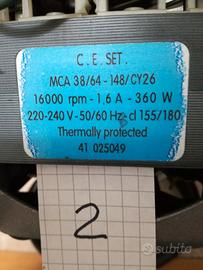 C.E. SET.
MCA 38/64 - 148/CY26
16000 rpm - 1,6 A - 360 W
220-240 V - 50/60 Hz cl 155/180
Thermally protected
41 025049
2
subito